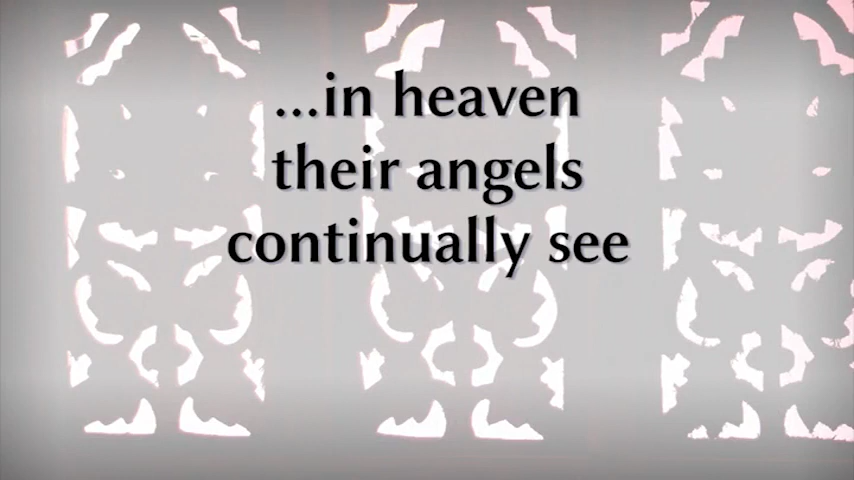 ...in heaven
their angels
continually see